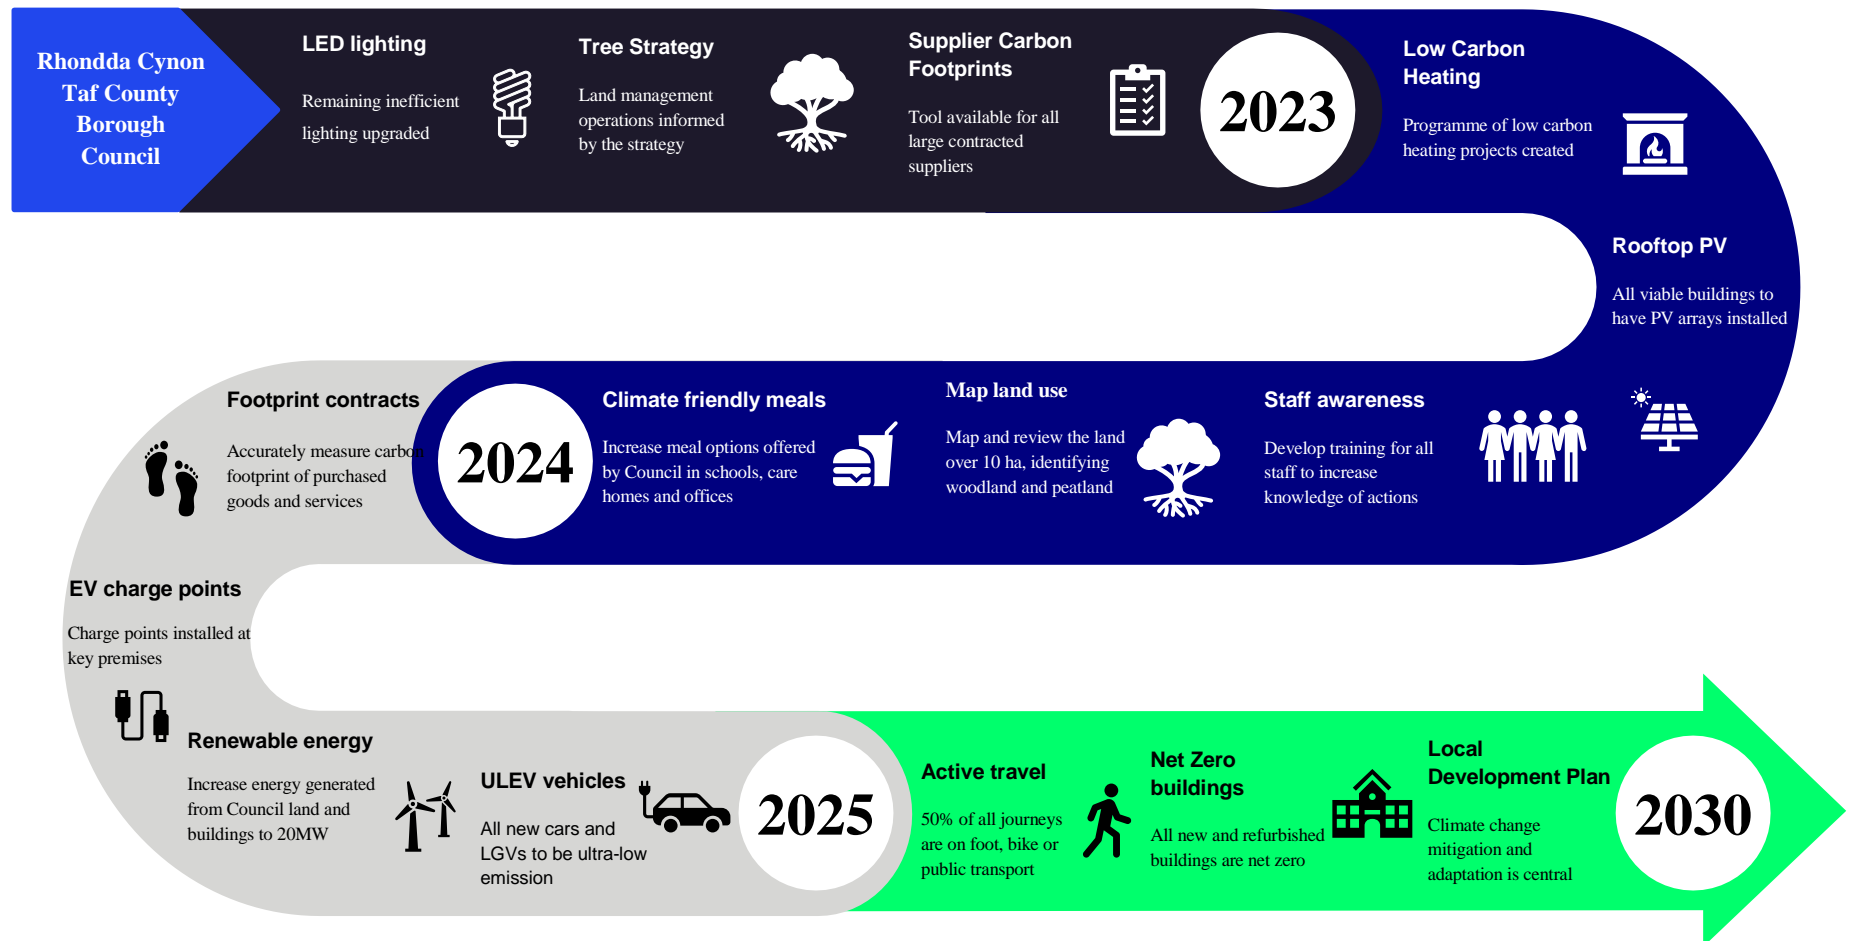 Rhondda Cynon
Taf County
Borough
Council
LED lighting
Remaining inefficient
lighting upgraded
Tree Strategy
Land management
operations informed
by the strategy
Supplier Carbon
Footprints
Tool available for all
large contracted
suppliers
2023
Low Carbon
Heating
Programme of low carbon
heating projects created
Rooftop PV
All viable buildings to
have PV arrays installed
Staff awareness
Develop training for all
staff to increase
knowledge of actions
Map land use
Map and review the land
over 10 ha, identifying
woodland and peatland
Climate friendly meals
Increase meal options offered
by Council in schools, care
homes and offices
2024
Footprint contracts
Accurately measure carbon
footprint of purchased
goods and services
EV charge points
Charge points installed at
key premises
Renewable energy
Increase energy generated
from Council land and
buildings to 20MW
ULEV vehicles
All new cars and
LGVs to be ultra-low
emission
2025
Active travel
50% of all journeys
are on foot, bike or
public transport
Net Zero
buildings
All new and refurbished
buildings are net zero
Local
Development Plan
Climate change
mitigation and
adaptation is central
2030